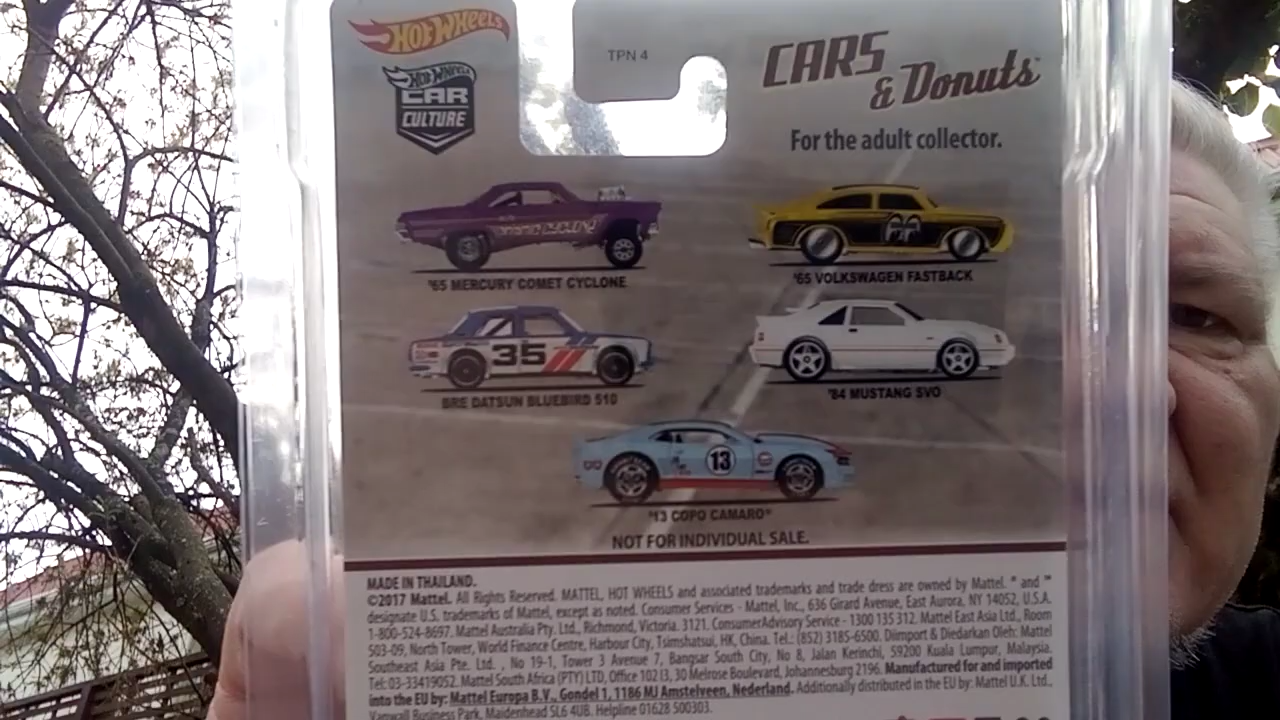 HOT WHEELS
TPN 4
CARS
& Donuts™
HOT WHEELS
CAR
CULTURE
For the adult collector.
'65 MERCURY COMET CYCLONE
'65 VOLKSWAGEN FASTBACK
35
BRE DATSUN BLUEBIRD 510
'84 MUSTANG SVO
13
'13 COPO CAMARO®
NOT FOR INDIVIDUAL SALE.
MADE IN THAILAND.
©2017 Mattel. All Rights Reserved. MATTEL, HOT WHEELS and associated trademarks and trade dress are owned by Mattel. ® and ™
designate U.S. trademarks of Mattel, except as noted. Consumer Services - Mattel, Inc., 636 Girard Avenue, East Aurora, NY 14052, U.S.A.
1-800-524-8697. Mattel Australia Pty. Ltd., Richmond, Victoria. 3121. Consumer Advisory Service - 1300 135 312. Mattel East Asia Ltd., Room
503-09, North Tower, World Finance Centre, Harbour City, Tsimshatsui, HK, China. Tel.: (852) 3185-6500. Diimport & Diedarkan Oleh: Mattel
Southeast Asia Pte. Ltd. , No 19-1, Tower 3 Avenue 7, Bangsar South City, No 8, Jalan Kerinchi, 59200 Kuala Lumpur, Malaysia.
Tel: 03-33419052. Mattel South Africa (PTY) LTD, Office 102 I3, 30 Melrose Boulevard, Johannesburg 2196. Manufactured for and imported
into the EU by: Mattel Europa B.V., Gondel 1, 1186 MJ Amstelveen, Nederland. Additionally distributed in the EU by: Mattel U.K. Ltd.,
Vanwall Business Park, Maidenhead SL6 4UB. Helpline 01628 500303.